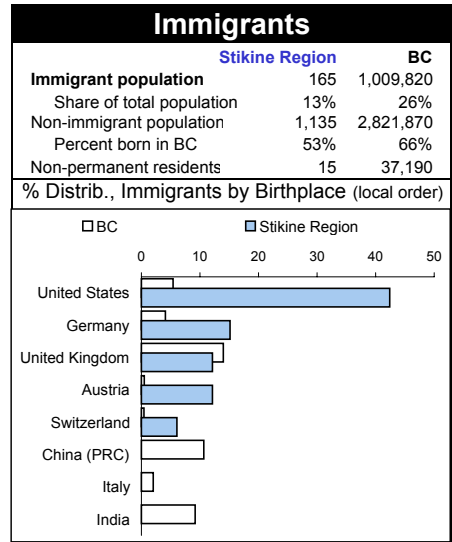 Immigrants
Stikine Region BC
Immigrant population 165 1,009,820
Share of total population 13% 26%
Non-immigrant population 1,135 2,821,870
Percent born in BC 53% 66%
Non-permanent residents 15 37,190
% Distrib., Immigrants by Birthplace (local order)
BC Stikine Region
0 10 20 30 40 50
United States
Germany
United Kingdom
Austria
Switzerland
China (PRC)
Italy
India